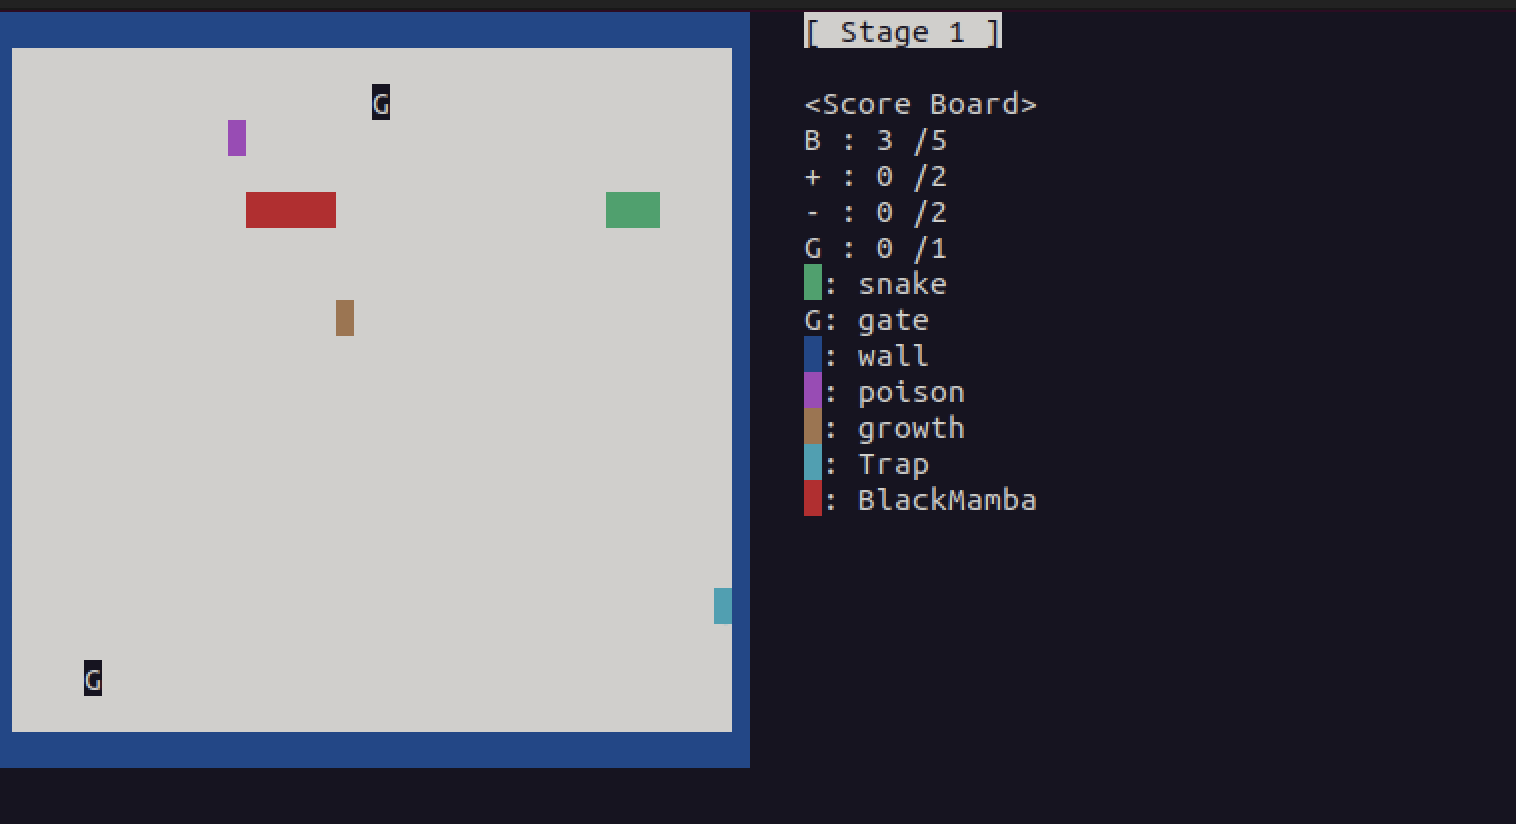 [ Stage 1 ]
G
<Score Board>
B : 3 /5
+ : 0 /2
- : 0 /2
G : 0 /1
: snake
G: gate
: wall
: poison
: growth
: Trap
: BlackMamba
G